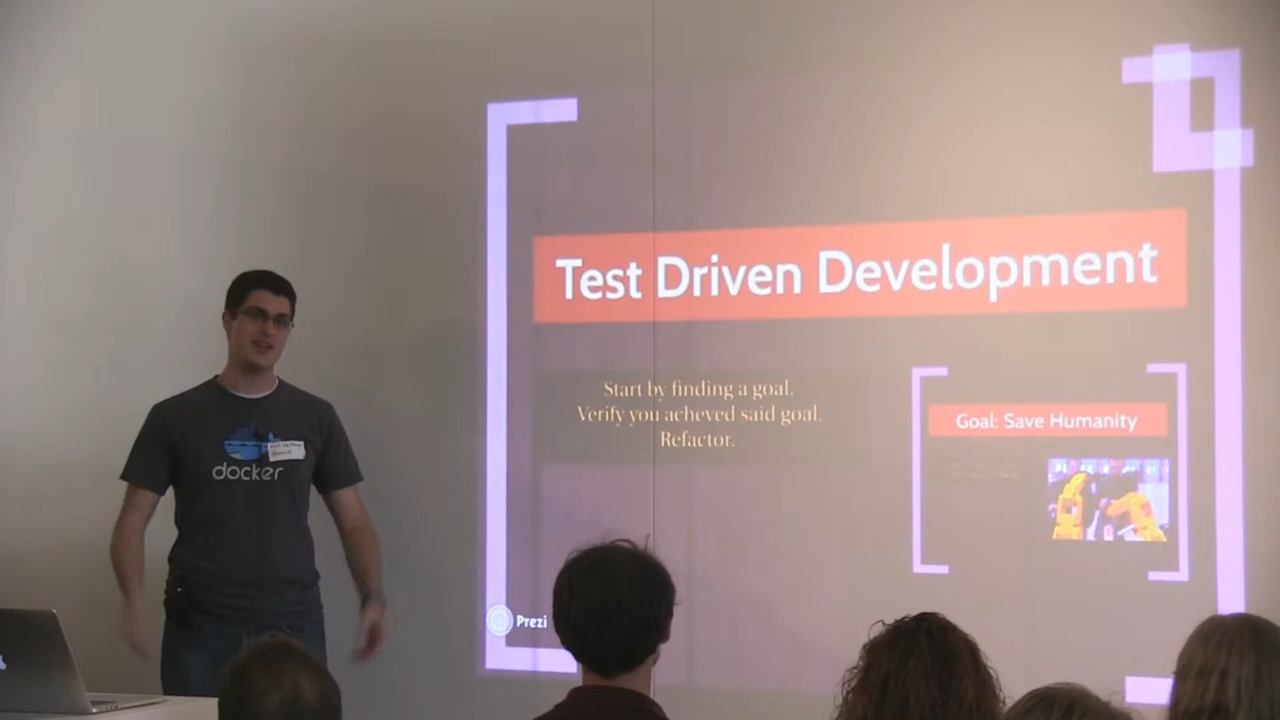 Test Driven Development
Start by finding a goal.
Verify you acheved said goal.
Refactor.
Goal: Save Humanity
docker
Prezi